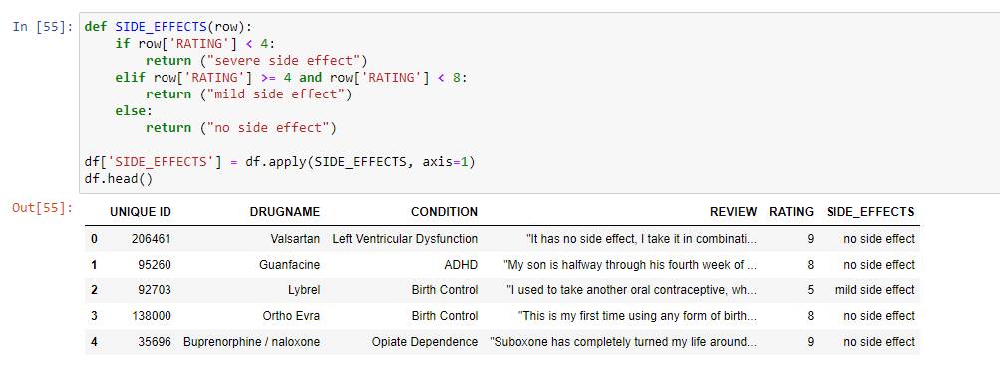 In [55]: def SIDE_EFFECTS(row):
    if row['RATING'] < 4:
        return ("severe side effect")
    elif row['RATING'] >= 4 and row['RATING'] < 8:
        return ("mild side effect")
    else:
        return ("no side effect")
df['SIDE_EFFECTS'] = df.apply(SIDE_EFFECTS, axis=1)
df.head()
Out[55]:
UNIQUE ID DRUGNAME CONDITION REVIEW RATING SIDE_EFFECTS
0 206461 Valsartan Left Ventricular Dysfunction "It has no side effect, I take it in combinati... 9 no side effect
1 95260 Guanfacine ADHD "My son is halfway through his fourth week of ... 8 no side effect
2 92703 Lybrel Birth Control "I used to take another oral contraceptive, wh... 5 mild side effect
3 138000 Ortho Evra Birth Control "This is my first time using any form of birth... 8 no side effect
4 35696 Buprenorphine / naloxone Opiate Dependence "Suboxone has completely turned my life around... 9 no side effect